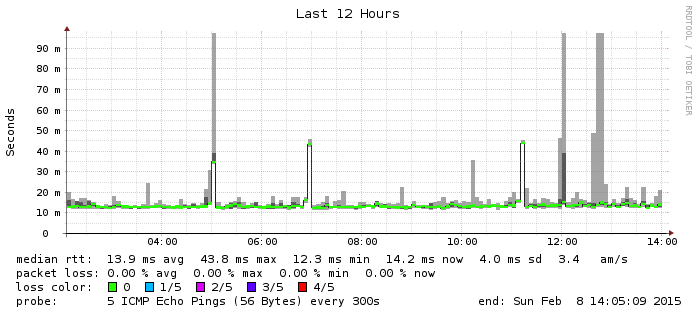 Last 12 Hours
RRDTOOL / TOBI OETIKER
Seconds
90 m
80 m
70 m
60 m
50 m
40 m
30 m
20 m
10 m
0
04:00 06:00 08:00 10:00 12:00 14:00
median rtt: 13.9 ms avg 43.8 ms max 12.3 ms min 14.2 ms now 4.0 ms sd 3.4 am/s
packet loss: 0.00 % avg 0.00 % max 0.00 % min 0.00 % now
loss color: 0 1/5 2/5 3/5 4/5
probe: 5 ICMP Echo Pings (56 Bytes) every 300s end: Sun Feb 8 14:05:09 2015